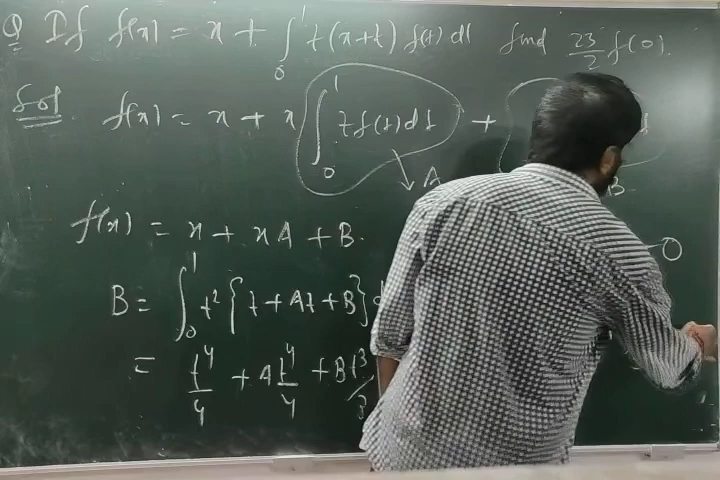 Q If f(x) = x + ∫₀¹ t(x+t) f(t) dt find 23/2 f(0).
Sol. f(x) = x + x ∫₀¹ t f(t) dt +
A B
f(x) = x + xA + B.
B = ∫₀¹ t² {t + At + B} d
= t⁴/4 + A t⁴/4 + B t³/3